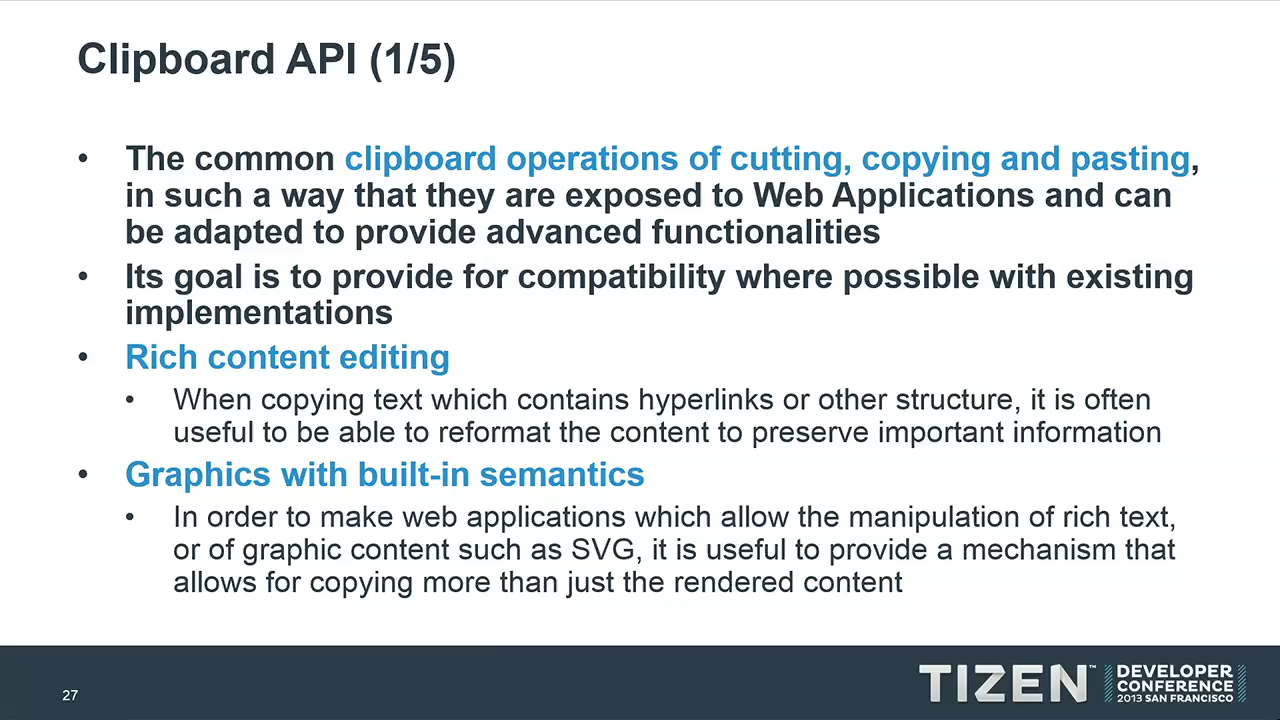 Clipboard API (1/5)
• The common clipboard operations of cutting, copying and pasting,
in such a way that they are exposed to Web Applications and can
be adapted to provide advanced functionalities
• Its goal is to provide for compatibility where possible with existing
implementations
• Rich content editing
• When copying text which contains hyperlinks or other structure, it is often
useful to be able to reformat the content to preserve important information
• Graphics with built-in semantics
• In order to make web applications which allow the manipulation of rich text,
or of graphic content such as SVG, it is useful to provide a mechanism that
allows for copying more than just the rendered content
27
TIZEN™
DEVELOPER
CONFERENCE
2013 SAN FRANCISCO